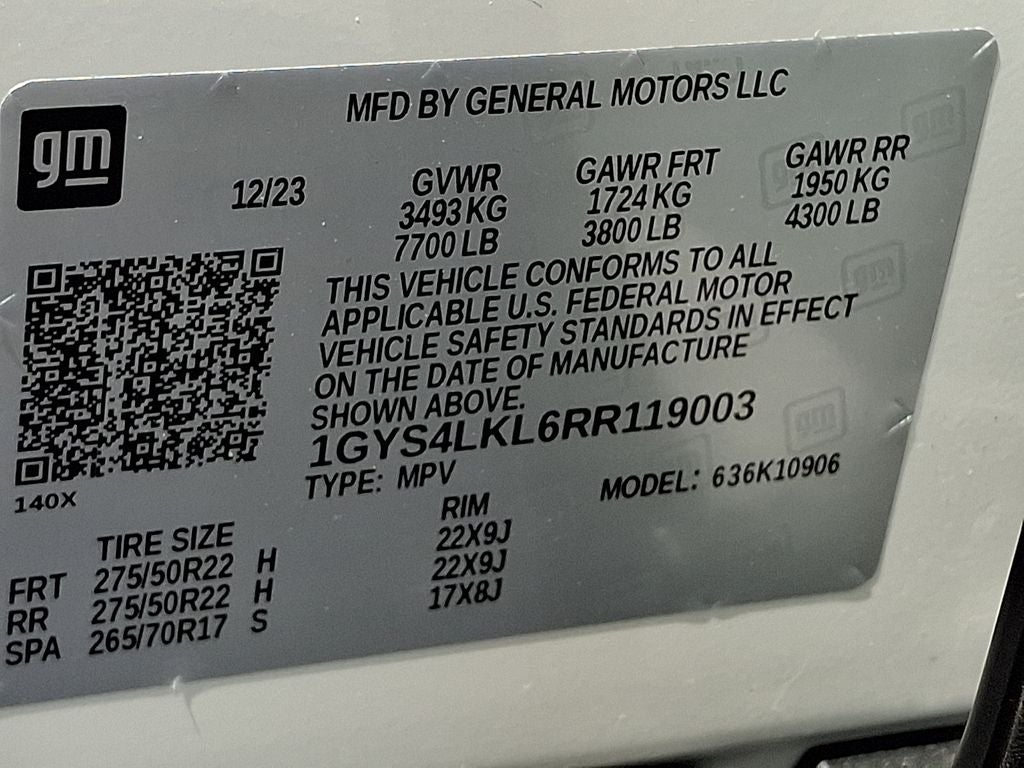 gm
MFD BY GENERAL MOTORS LLC
12/23
GVWR
3493 KG
7700 LB
GAWR FRT
1724 KG
3800 LB
GAWR RR
1950 KG
4300 LB
THIS VEHICLE CONFORMS TO ALL
APPLICABLE U.S. FEDERAL MOTOR
VEHICLE SAFETY STANDARDS IN EFFECT
ON THE DATE OF MANUFACTURE
SHOWN ABOVE.
1GYS4LKL6RR119003
TYPE: MPV MODEL: 636K10906
140X
TIRE SIZE RIM
FRT 275/50R22 H 22X9J
RR 275/50R22 H 22X9J
SPA 265/70R17 S 17X8J